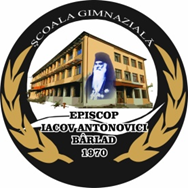 ȘCOALA GIMNAZIALĂ
EPISCOP
IACOV ANTONOVICI
BÂRLAD
1970